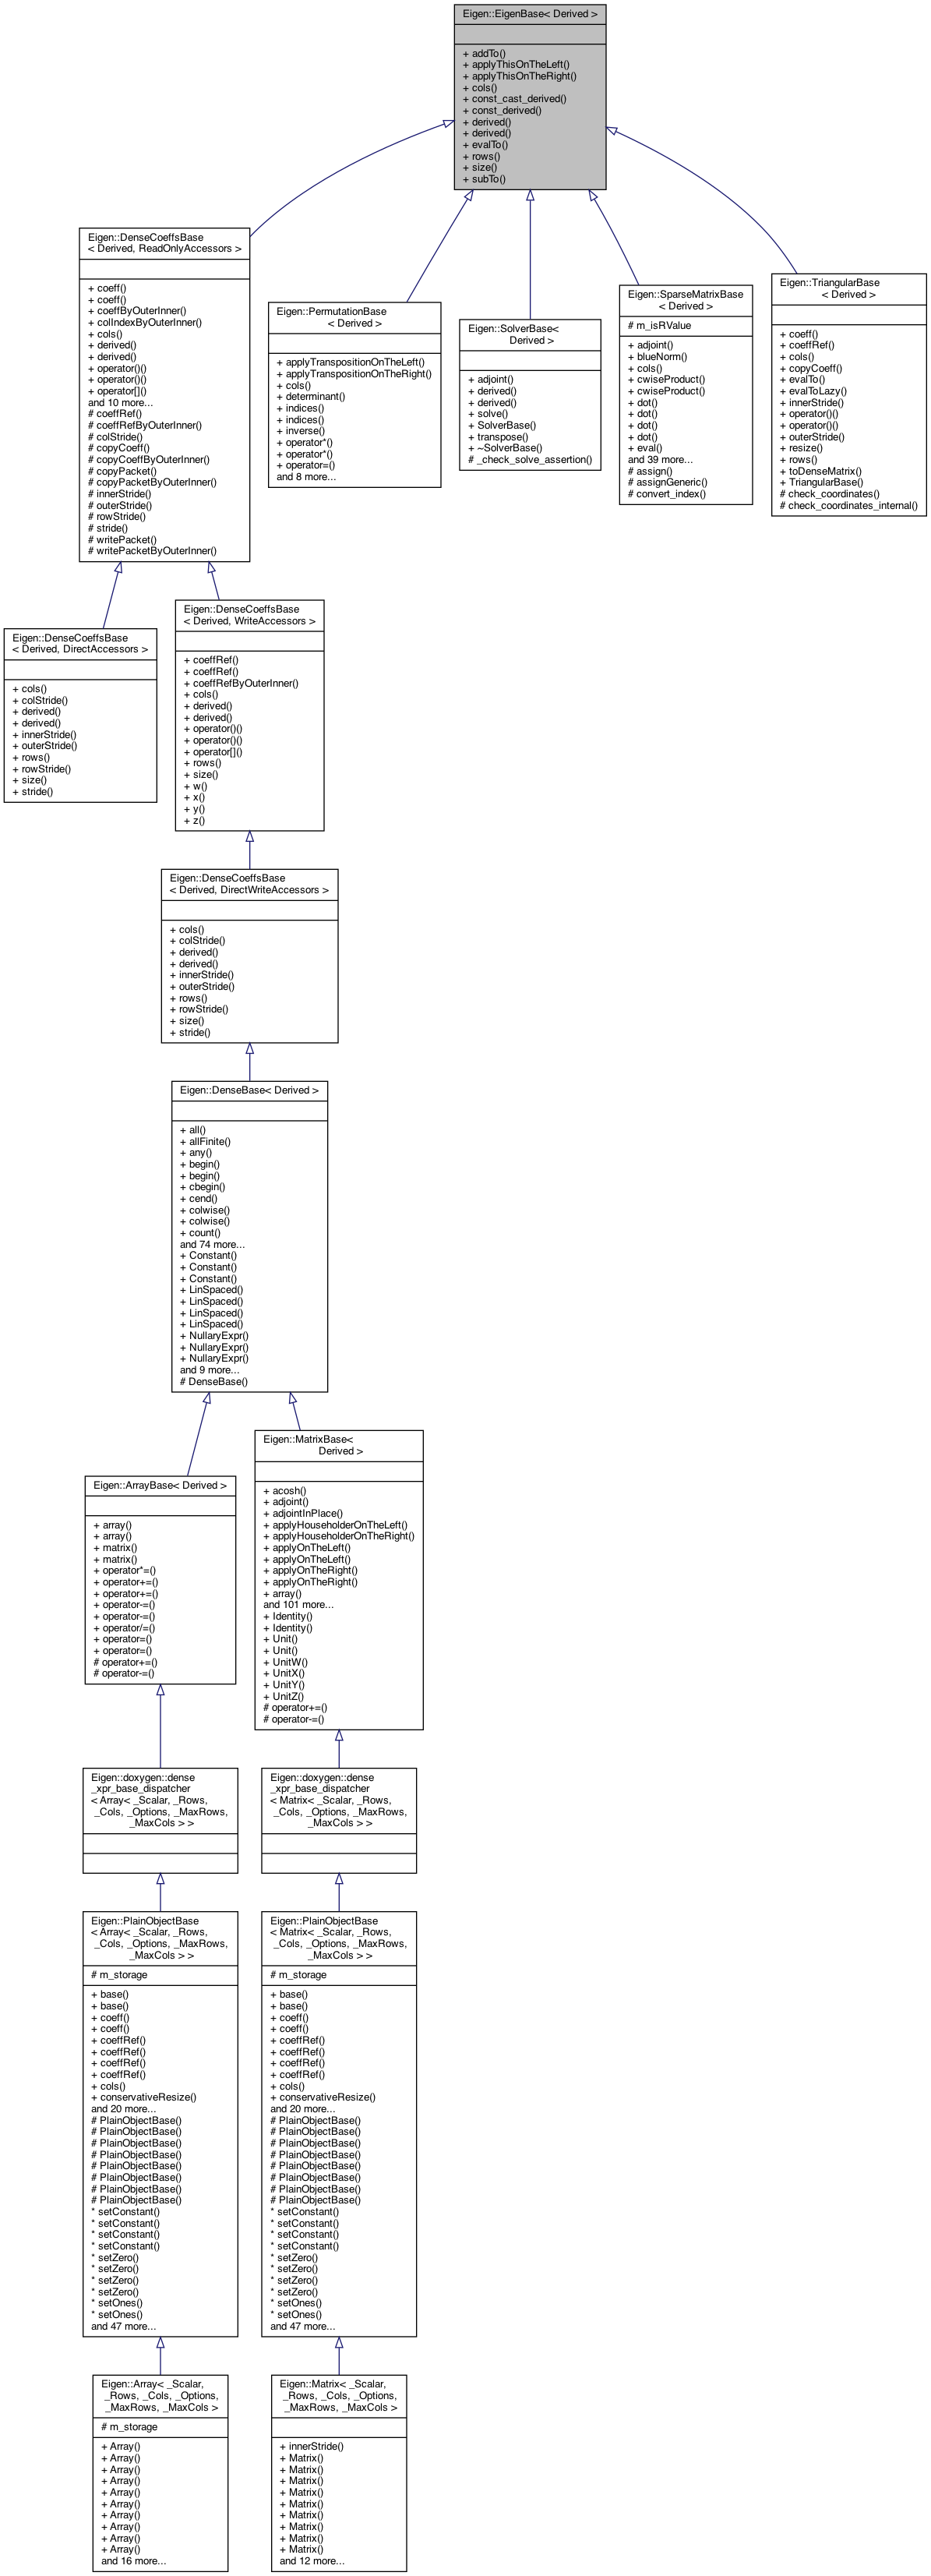 Eigen::EigenBase< Derived >
+ addTo()
+ applyThisOnTheLeft()
+ applyThisOnTheRight()
+ cols()
+ const_cast_derived()
+ const_derived()
+ derived()
+ derived()
+ evalTo()
+ rows()
+ size()
+ subTo()
Eigen::DenseCoeffsBase
< Derived, ReadOnlyAccessors >
+ coeff()
+ coeff()
+ coeffByOuterInner()
+ colIndexByOuterInner()
+ cols()
+ derived()
+ derived()
+ operator()()
+ operator()()
+ operator[]()
and 10 more...
# coeffRef()
# coeffRefByOuterInner()
# colStride()
# copyCoeff()
# copyCoeffByOuterInner()
# copyPacket()
# copyPacketByOuterInner()
# innerStride()
# outerStride()
# rowStride()
# stride()
# writePacket()
# writePacketByOuterInner()
Eigen::PermutationBase
< Derived >
+ applyTranspositionOnTheLeft()
+ applyTranspositionOnTheRight()
+ cols()
+ determinant()
+ indices()
+ indices()
+ inverse()
+ operator*()
+ operator*()
+ operator=()
and 8 more...
Eigen::SolverBase<
Derived >
+ adjoint()
+ derived()
+ derived()
+ solve()
+ SolverBase()
+ transpose()
+ ~SolverBase()
# _check_solve_assertion()
Eigen::SparseMatrixBase
< Derived >
# m_isRValue
+ adjoint()
+ blueNorm()
+ cols()
+ cwiseProduct()
+ cwiseProduct()
+ dot()
+ dot()
+ dot()
+ dot()
+ eval()
and 39 more...
# assign()
# assignGeneric()
# convert_index()
Eigen::TriangularBase
< Derived >
+ coeff()
+ coeffRef()
+ cols()
+ copyCoeff()
+ evalTo()
+ evalToLazy()
+ innerStride()
+ operator()()
+ operator()()
+ outerStride()
+ resize()
+ rows()
+ toDenseMatrix()
+ TriangularBase()
# check_coordinates()
# check_coordinates_internal()
Eigen::DenseCoeffsBase
< Derived, DirectAccessors >
+ cols()
+ colStride()
+ derived()
+ derived()
+ innerStride()
+ outerStride()
+ rows()
+ rowStride()
+ size()
+ stride()
Eigen::DenseCoeffsBase
< Derived, WriteAccessors >
+ coeffRef()
+ coeffRef()
+ coeffRefByOuterInner()
+ cols()
+ derived()
+ derived()
+ operator()()
+ operator()()
+ operator[]()
+ rows()
+ size()
+ w()
+ x()
+ y()
+ z()
Eigen::DenseCoeffsBase
< Derived, DirectWriteAccessors >
+ cols()
+ colStride()
+ derived()
+ derived()
+ innerStride()
+ outerStride()
+ rows()
+ rowStride()
+ size()
+ stride()
Eigen::DenseBase< Derived >
+ all()
+ allFinite()
+ any()
+ begin()
+ begin()
+ cbegin()
+ cend()
+ colwise()
+ colwise()
+ count()
and 74 more...
+ Constant()
+ Constant()
+ Constant()
+ LinSpaced()
+ LinSpaced()
+ LinSpaced()
+ LinSpaced()
+ NullaryExpr()
+ NullaryExpr()
+ NullaryExpr()
and 9 more...
# DenseBase()
Eigen::ArrayBase< Derived >
+ array()
+ array()
+ matrix()
+ matrix()
+ operator*=()
+ operator+=()
+ operator+=()
+ operator-=()
+ operator-=()
+ operator/=()
+ operator=()
+ operator=()
# operator+=()
# operator-=()
Eigen::MatrixBase<
Derived >
+ acosh()
+ adjoint()
+ adjointInPlace()
+ applyHouseholderOnTheLeft()
+ applyHouseholderOnTheRight()
+ applyOnTheLeft()
+ applyOnTheLeft()
+ applyOnTheRight()
+ applyOnTheRight()
+ array()
and 101 more...
+ Identity()
+ Identity()
+ Unit()
+ Unit()
+ UnitW()
+ UnitX()
+ UnitY()
+ UnitZ()
# operator+=()
# operator-=()
Eigen::doxygen::dense
_xpr_base_dispatcher
< Array< _Scalar, _Rows,
_Cols, _Options, _MaxRows,
_MaxCols > >
Eigen::doxygen::dense
_xpr_base_dispatcher
< Matrix< _Scalar, _Rows,
_Cols, _Options, _MaxRows,
_MaxCols > >
Eigen::PlainObjectBase
< Array< _Scalar, _Rows,
_Cols, _Options, _MaxRows,
_MaxCols > >
# m_storage
+ base()
+ base()
+ coeff()
+ coeff()
+ coeffRef()
+ coeffRef()
+ coeffRef()
+ coeffRef()
+ cols()
+ conservativeResize()
and 20 more...
# PlainObjectBase()
# PlainObjectBase()
# PlainObjectBase()
# PlainObjectBase()
# PlainObjectBase()
# PlainObjectBase()
# PlainObjectBase()
# PlainObjectBase()
* setConstant()
* setConstant()
* setConstant()
* setConstant()
* setZero()
* setZero()
* setZero()
* setZero()
* setOnes()
* setOnes()
and 47 more...
Eigen::PlainObjectBase
< Matrix< _Scalar, _Rows,
_Cols, _Options, _MaxRows,
_MaxCols > >
# m_storage
+ base()
+ base()
+ coeff()
+ coeff()
+ coeffRef()
+ coeffRef()
+ coeffRef()
+ coeffRef()
+ cols()
+ conservativeResize()
and 20 more...
# PlainObjectBase()
# PlainObjectBase()
# PlainObjectBase()
# PlainObjectBase()
# PlainObjectBase()
# PlainObjectBase()
# PlainObjectBase()
# PlainObjectBase()
* setConstant()
* setConstant()
* setConstant()
* setConstant()
* setZero()
* setZero()
* setZero()
* setZero()
* setOnes()
* setOnes()
and 47 more...
Eigen::Array< _Scalar,
_Rows, _Cols, _Options,
_MaxRows, _MaxCols >
# m_storage
+ Array()
+ Array()
+ Array()
+ Array()
+ Array()
+ Array()
+ Array()
+ Array()
+ Array()
+ Array()
and 16 more...
Eigen::Matrix< _Scalar,
_Rows, _Cols, _Options,
_MaxRows, _MaxCols >
+ innerStride()
+ Matrix()
+ Matrix()
+ Matrix()
+ Matrix()
+ Matrix()
+ Matrix()
+ Matrix()
+ Matrix()
+ Matrix()
and 12 more...